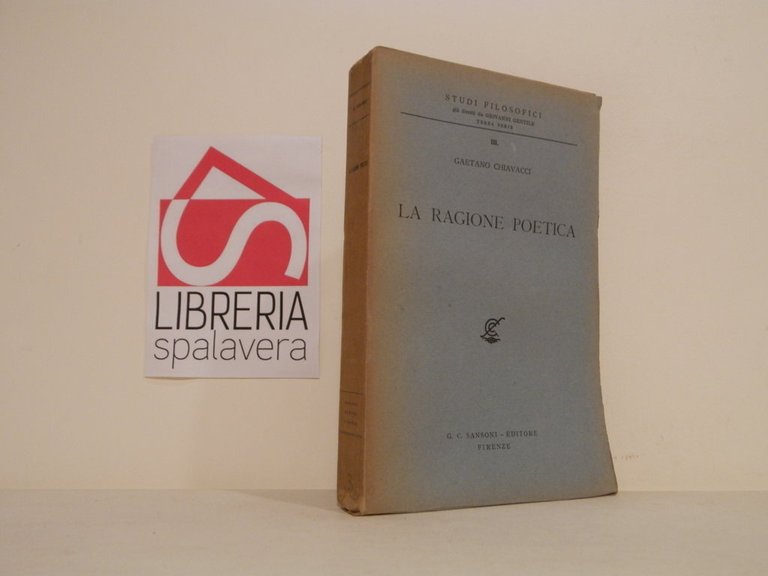 LIBRERIA
spalavera
STUDI FILOSOFICI
già diretti da GIOVANNI GENTILE
TERZA SERIE
III.
GAETANO CHIAVACCI
LA RAGIONE POETICA
G. C. SANSONI - EDITORE
FIRENZE